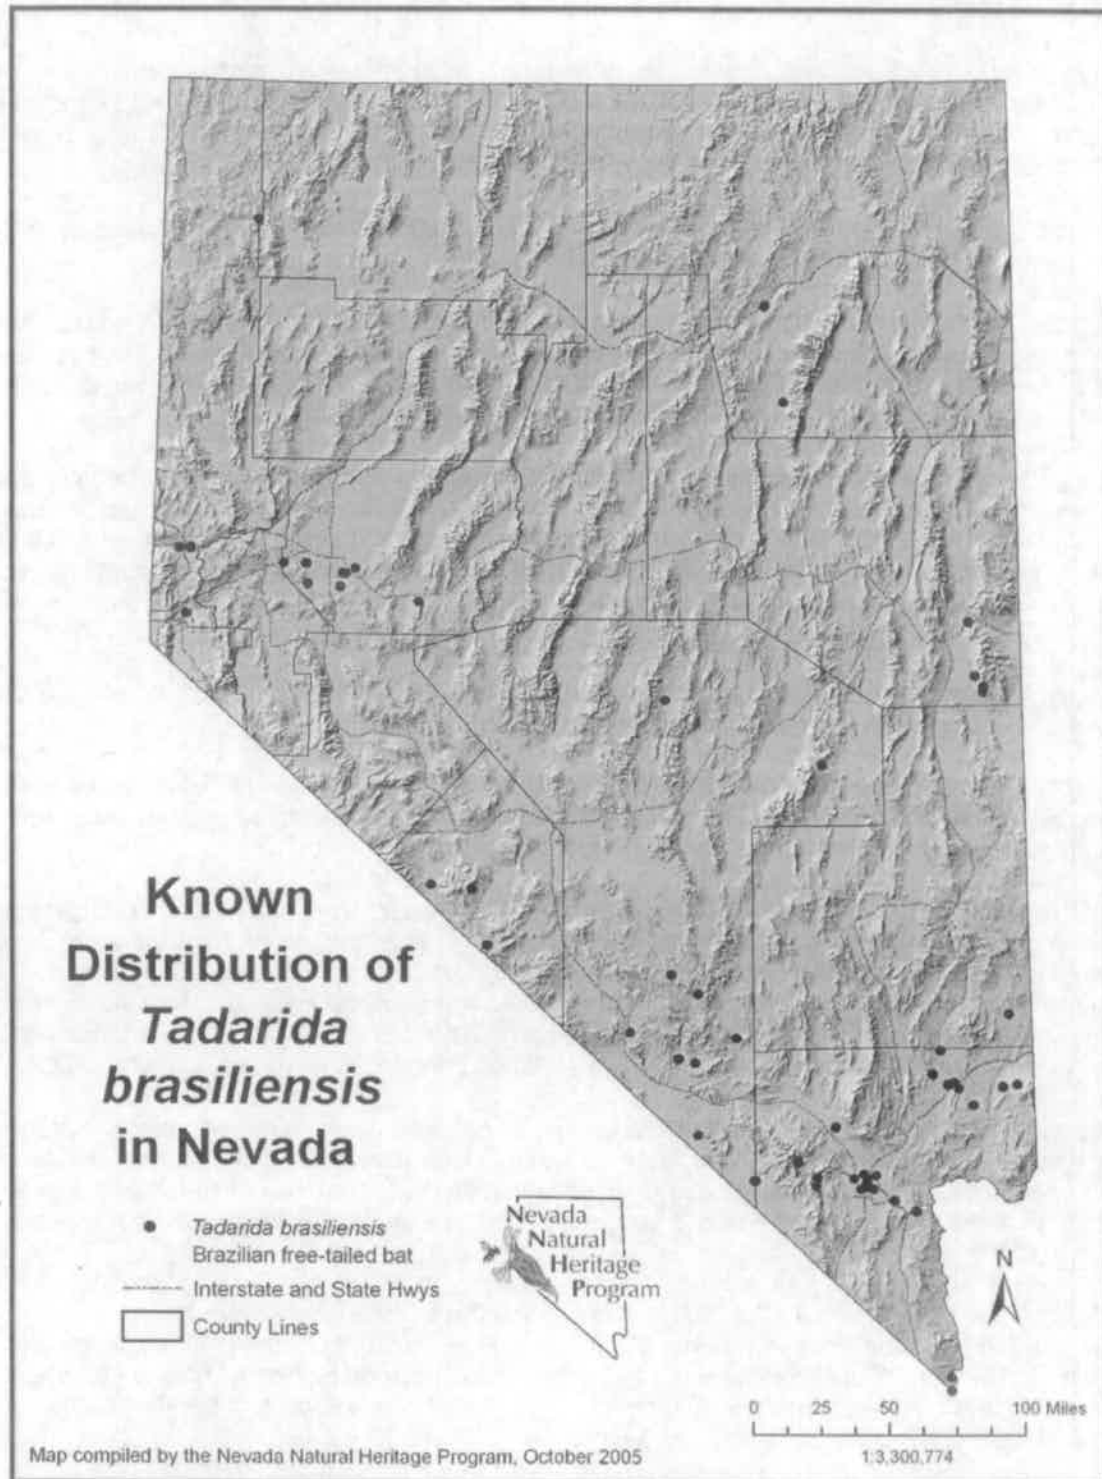 Known
Distribution of
Tadarida
brasiliensis
in Nevada
Tadarida brasiliensis
Brazilian free-tailed bat
Interstate and State Hwys
County Lines
Nevada
Natural
Heritage
Program
N
0 25 50 100 Miles
1:3,300,774
Map compiled by the Nevada Natural Heritage Program, October 2005